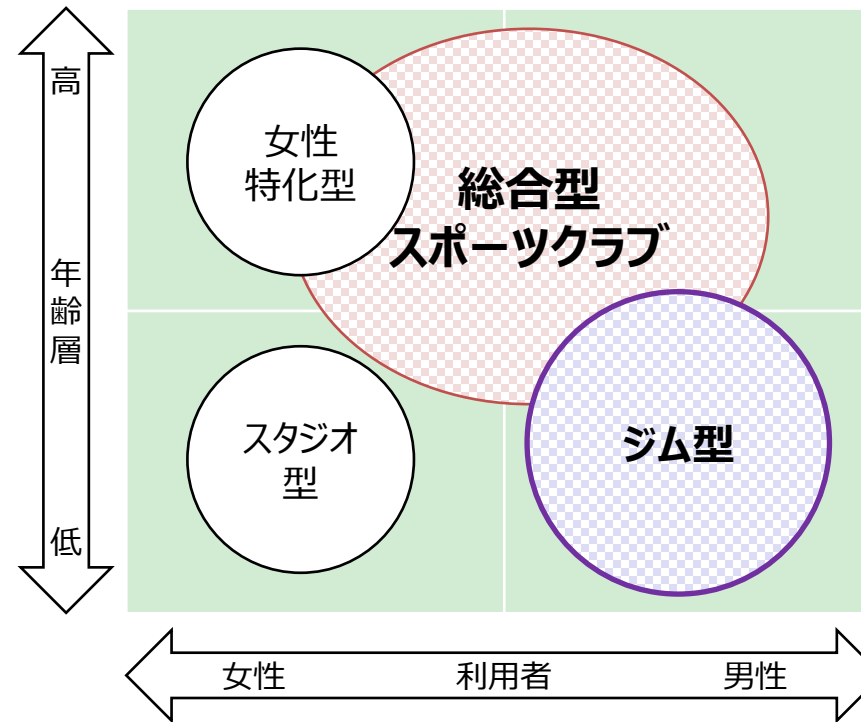 高
年齢層
低
女性
特化型
総合型
スポーツクラブ
スタジオ
型
ジム型
女性
利用者
男性